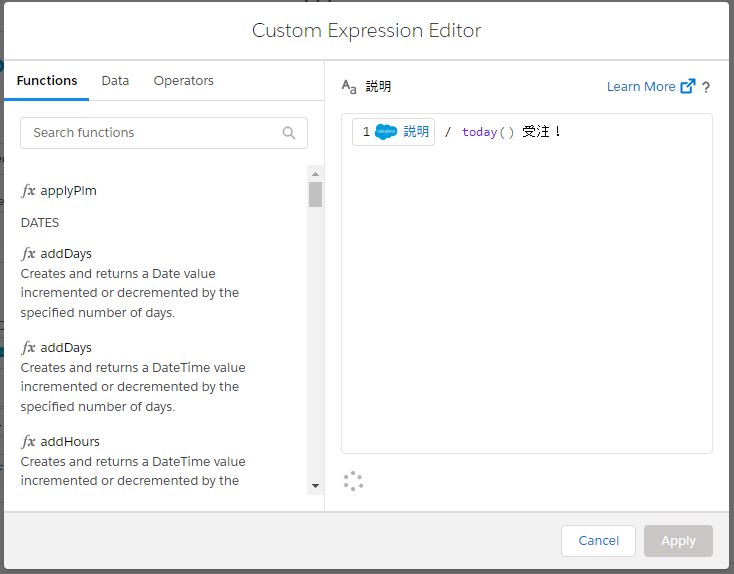 Custom Expression Editor
Functions Data Operators
Search functions
fx applyPlm
DATES
fx addDays
Creates and returns a Date value
incremented or decremented by the
specified number of days.
fx addDays
Creates and returns a DateTime value
incremented or decremented by the
specified number of days.
fx addHours
Creates and returns a DateTime value
incremented or decremented by the
Aa 説明
Learn More ?
1 説明 / today() 受注！
Cancel
Apply